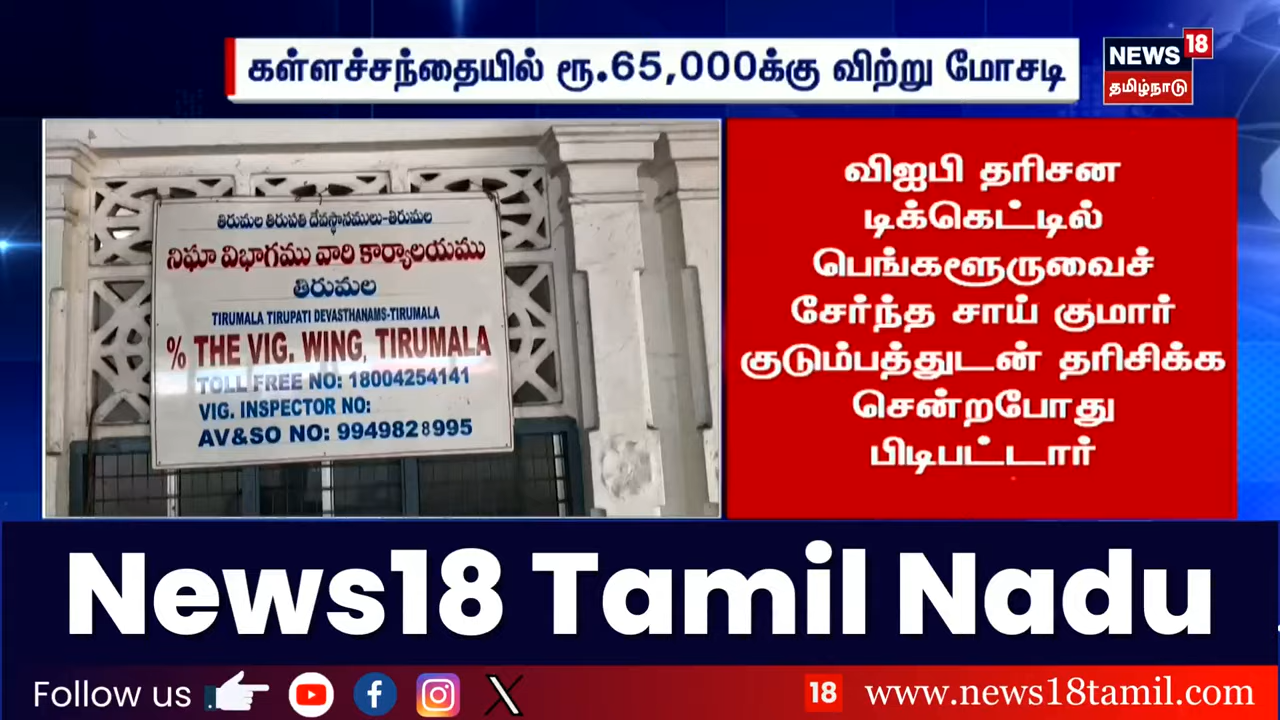 கள்ளச்சந்தையில் ரூ.65,000க்கு விற்று மோசடி
NEWS 18
தமிழ்நாடு
తిరుమల తిరుపతి దేవస్థానములు-తిరుమల
నిఘా విభాగము వారి కార్యాలయము
తిరుమల
TIRUMALA TIRUPATI DEVASTHANAMS-TIRUMALA
% THE VIG. WING, TIRUMALA
TOLL FREE NO: 18004254141
VIG. INSPECTOR NO:
AV&SO NO: 9949828995
விஐபி தரிசன
டிக்கெட்டில்
பெங்களூருவைச்
சேர்ந்த சாய் குமார்
குடும்பத்துடன் தரிசிக்க
சென்றபோது
பிடிபட்டார்
News18 Tamil Nadu
Follow us
18 www.news18tamil.com